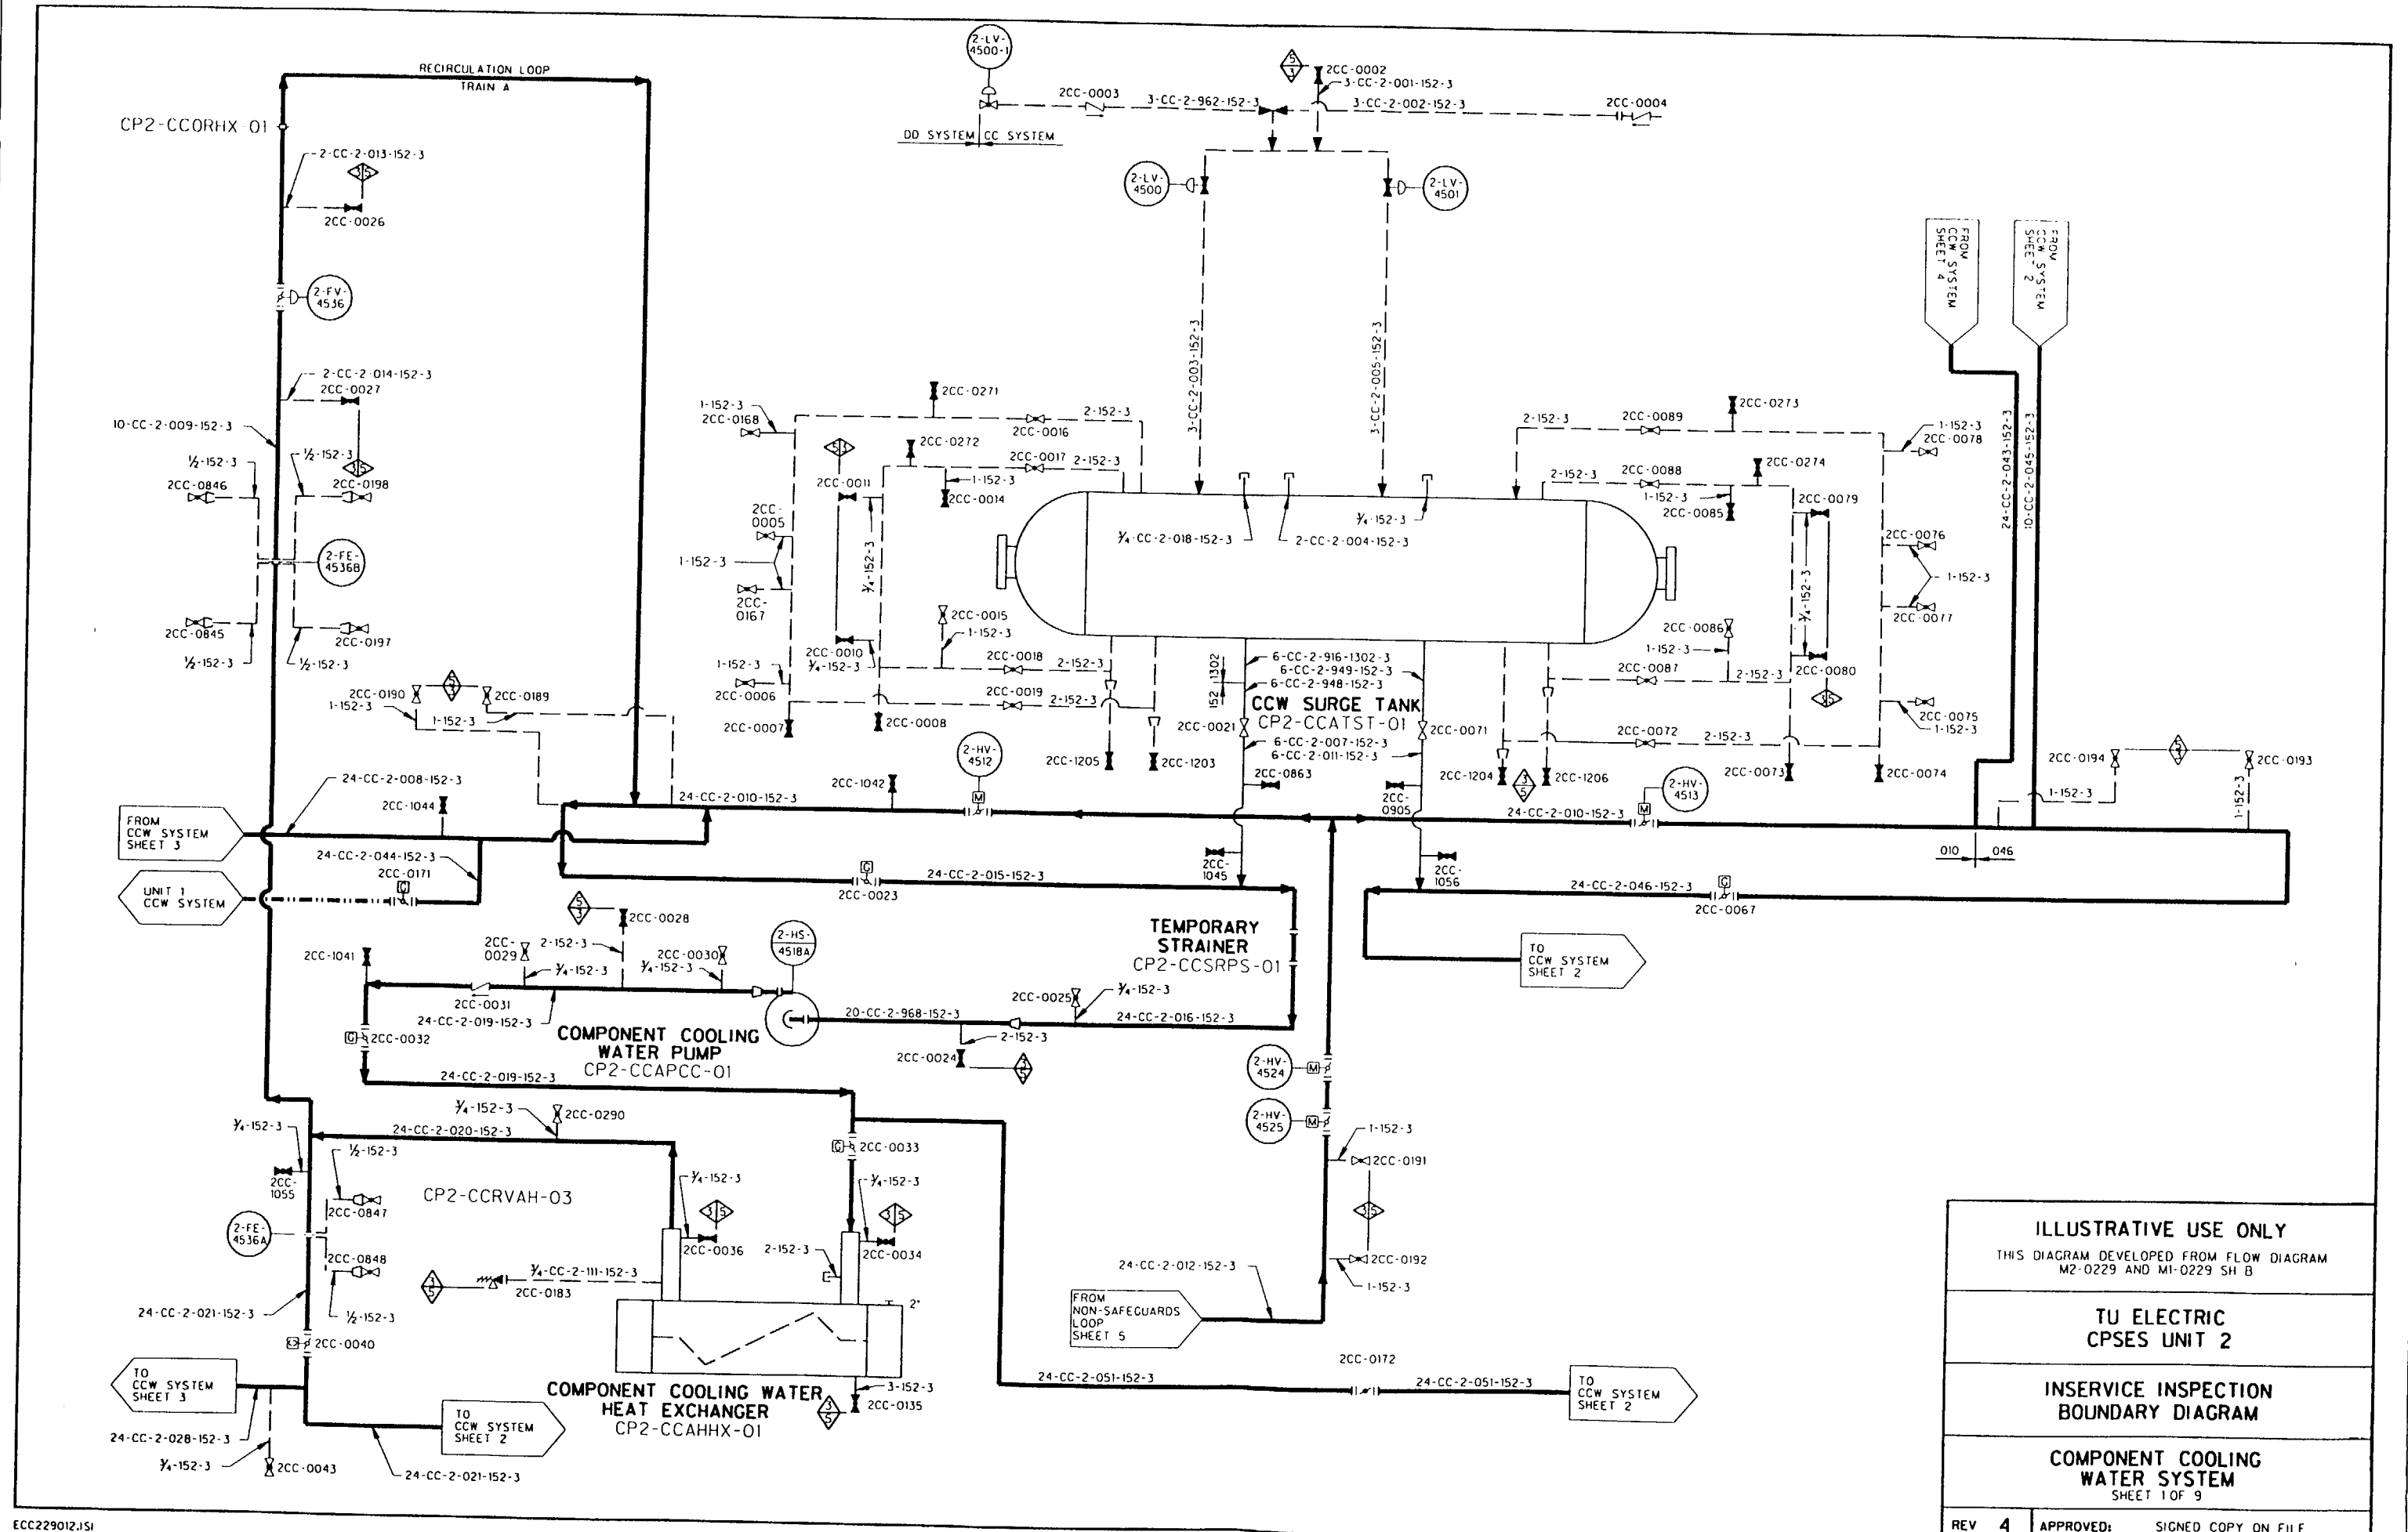 2-LV-
4500-1
RECIRCULATION LOOP
TRAIN A
5
3
2CC-0002
3-CC-2-001-152-3
2CC-0003
3-CC-2-962-152-3
3-CC-2-002-152-3
2CC-0004
CP2-CCORHX-01
DD SYSTEM
CC SYSTEM
2-CC-2-013-152-3
3 5
2CC-0026
2-LV-
4500
2-LV-
4501
FROM
CCW SYSTEM
SHEET 4
FROM
CCW SYSTEM
SHEET 2
2-FV-
4536
3-CC-2-003-152-3
3-CC-2-005-152-3
2-CC-2-014-152-3
2CC-0027
10-CC-2-009-152-3
3 5
½-152-3
½-152-3
2CC-0846
2CC-0198
2-FE-
4536B
2CC-0845
2CC-0197
½-152-3
½-152-3
1-152-3
2CC-0168
2CC-0271
2CC-0016
2-152-3
2CC-0272
2CC-0017
2-152-3
5 3
2CC-0011
1-152-3
2CC-0014
2CC-
0005
1-152-3
¾-152-3
2CC-
0167
2CC-0015
1-152-3
2CC-0010
¾-152-3
2CC-0018
2-152-3
1-152-3
2CC-0006
2CC-0019
2-152-3
2CC-0007
2CC-0008
¾-CC-2-018-152-3
2-CC-2-004-152-3
¾-152-3
2CC-0089
2CC-0273
2-152-3
1-152-3
2CC-0078
2CC-0088
2CC-0274
2-152-3
1-152-3
2CC-0085
2CC-0079
24-CC-2-043-152-3
10-CC-2-045-152-3
2CC-0076
1-152-3
2CC-0077
¾-152-3
2CC-0086
1-152-3
2CC-0087
2-152-3
2CC-0080
3 5
2CC-0075
1-152-3
2CC-0072
2-152-3
2CC-0073
2CC-0074
6-CC-2-916-1302-3
6-CC-2-949-152-3
6-CC-2-948-152-3
152
1302
CCW SURGE TANK
CP2-CCATST-01
2CC-0021
2CC-0071
6-CC-2-007-152-3
6-CC-2-011-152-3
2CC-1205
2CC-1203
2CC-0863
2CC-1204
3
5
2CC-1206
2CC-
0905
2CC-0190
5
3
2CC-0189
1-152-3
1-152-3
2-HV-
4512
M
2-HV-
4513
M
2CC-0194
5
3
2CC-0193
1-152-3
1-152-3
24-CC-2-008-152-3
2CC-1044
24-CC-2-010-152-3
2CC-1042
24-CC-2-010-152-3
FROM
CCW SYSTEM
SHEET 3
24-CC-2-044-152-3
2CC-0171
G
UNIT 1
CCW SYSTEM
010
046
G
2CC-0023
24-CC-2-015-152-3
2CC-
1045
2CC-
1056
24-CC-2-046-152-3
G
2CC-0067
5
3
2CC-0028
2CC-1041
2CC-
0029
2-152-3
¾-152-3
2CC-0030
¾-152-3
2-HS-
4518A
TEMPORARY
STRAINER
CP2-CCSRPS-01
TO
CCW SYSTEM
SHEET 2
2CC-0031
24-CC-2-019-152-3
20-CC-2-968-152-3
2CC-0025
¾-152-3
24-CC-2-016-152-3
G
2CC-0032
COMPONENT COOLING
WATER PUMP
CP2-CCAPCC-01
2-152-3
2CC-0024
3
5
2-HV-
4524
M
24-CC-2-019-152-3
¾-152-3
2CC-0290
24-CC-2-020-152-3
2-HV-
4525
M
1-152-3
¾-152-3
½-152-3
G
2CC-0033
2CC-0191
2CC-
1055
CP2-CCRVAH-03
¾-152-3
3 5
¾-152-3
3 5
3 5
2CC-0847
2-FE-
4536A
2CC-0036
2-152-3
2CC-0034
2CC-0848
¾-CC-2-111-152-3
3
5
2CC-0183
24-CC-2-012-152-3
2CC-0192
1-152-3
24-CC-2-021-152-3
½-152-3
2"
FROM
NON-SAFEGUARDS
LOOP
SHEET 5
2CC-0040
TO
CCW SYSTEM
SHEET 3
COMPONENT COOLING WATER
HEAT EXCHANGER
CP2-CCAHHX-01
3-152-3
3
5
2CC-0135
2CC-0172
24-CC-2-051-152-3
24-CC-2-051-152-3
TO
CCW SYSTEM
SHEET 2
TO
CCW SYSTEM
SHEET 2
24-CC-2-028-152-3
¾-152-3
2CC-0043
24-CC-2-021-152-3
ILLUSTRATIVE USE ONLY
THIS DIAGRAM DEVELOPED FROM FLOW DIAGRAM
M2-0229 AND M1-0229 SH B
TU ELECTRIC
CPSES UNIT 2
INSERVICE INSPECTION
BOUNDARY DIAGRAM
COMPONENT COOLING
WATER SYSTEM
SHEET 1 OF 9
REV 4
APPROVED: SIGNED COPY ON FILE
ECC229012.ISI